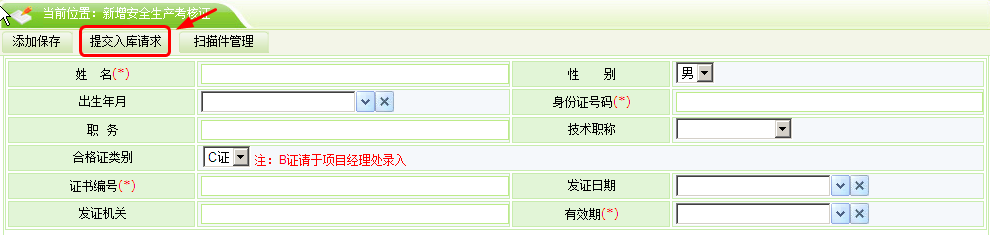 当前位置：新增安全生产考核证
添加保存 提交入库请求 扫描件管理
姓 名(*) 性 别 男
出生年月 身份证号码(*)
职 务 技术职称
合格证类别 C证 注：B证请于项目经理处录入
证书编号(*) 发证日期
发证机关 有效期(*)